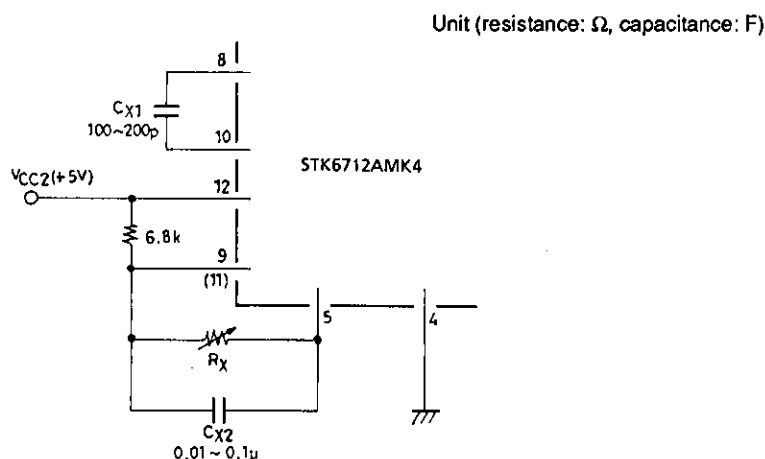 Unit (resistance: Ω, capacitance: F)
8
CX1
100~200p
10
STK6712AMK4
VCC2(+5V)
12
6.8k
9
(11)
5
4
RX
CX2
0.01~0.1μ